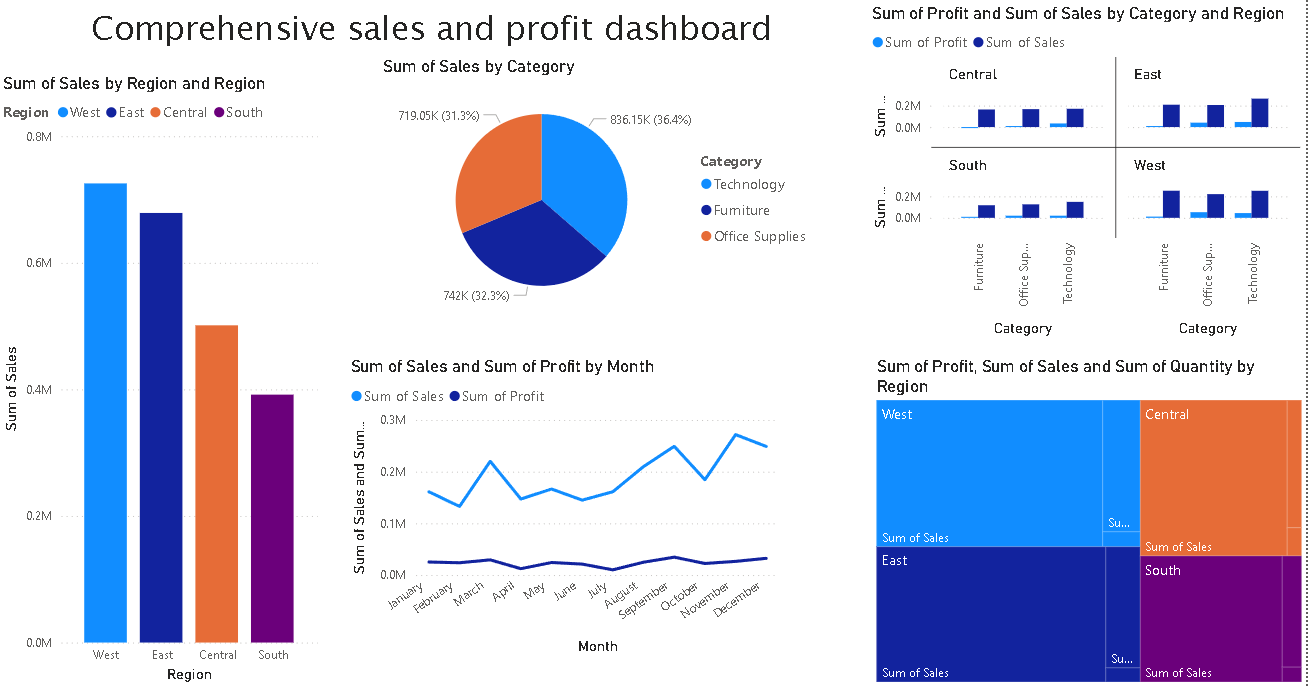 Comprehensive sales and profit dashboard
Sum of Sales by Region and Region
Region West East Central South
0.8M
0.6M
0.4M
0.2M
0.0M
Sum of Sales
West East Central South
Region
Sum of Sales by Category
719.05K (31.3%)
836.15K (36.4%)
742K (32.3%)
Category
Technology
Furniture
Office Supplies
Sum of Sales and Sum of Profit by Month
Sum of Sales Sum of Profit
0.3M
0.2M
0.1M
0.0M
Sum of Sales and Sum...
January February March April May June July August September October November December
Month
Sum of Profit and Sum of Sales by Category and Region
Sum of Profit Sum of Sales
Central
East
Sum ...
0.2M
0.0M
South
West
Sum ...
0.2M
0.0M
Furniture Office Sup... Technology
Furniture Office Sup... Technology
Category
Category
Sum of Profit, Sum of Sales and Sum of Quantity by
Region
West
Su...
Sum of Sales
East
Su...
Sum of Sales
Central
Sum of Sales
South
Sum of Sales